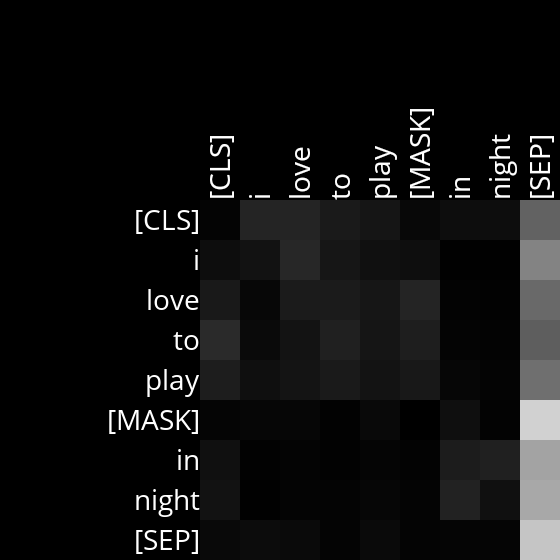 [CLS] i love to play [MASK] in night [SEP]
[CLS]
i
love
to
play
[MASK]
in
night
[SEP]